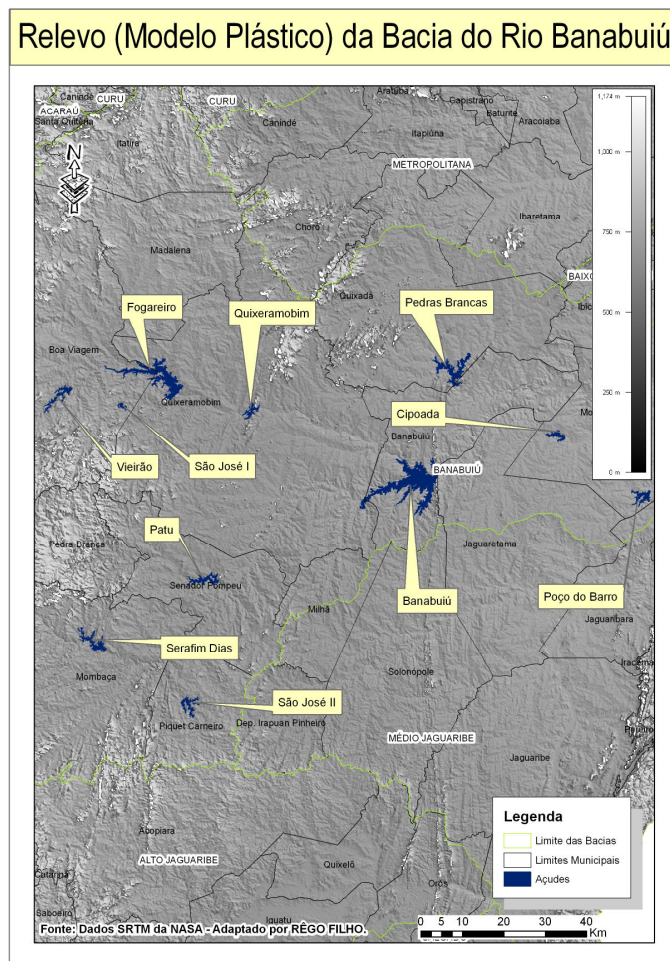 Relevo (Modelo Plástico) da Bacia do Rio Banabuiú
Canindé
CURU
CURU
ACARAÚ
Santa Quitéria
Itatira
Canindé
Aratuba
Capistrano
Baturité
Aracoiaba
Itapiúna
METROPOLITANA
1,174 m
1,000 m
750 m
500 m
250 m
0 m
N
Choró
Ibaretama
Madalena
BAIXO
Quixadá
Ibic
Fogareiro
Quixeramobim
Pedras Brancas
Boa Viagem
Quixeramobim
Cipoada
Mo
Banabuiú
Vieirão
São José I
BANABUIÚ
Patu
Pedra Branca
Jaguaretama
Senador Pompeu
Milhã
Banabuiú
Poço do Barro
Jaguaribara
Serafim Dias
Mombaça
Solonopole
Iracema
São José II
Piquet Carneiro
Dep. Irapuan Pinheiro
MÉDIO JAGUARIBE
Pereiro
Jaguaribe
Acopiara
ALTO JAGUARIBE
Quixelô
Catarina
Orós
Saboeiro
Iguatu
Legenda
Limite das Bacias
Limites Municipais
Açudes
Fonte: Dados SRTM da NASA - Adaptado por RÊGO FILHO.
0 5 10 20 30 40
Km
SALGADO